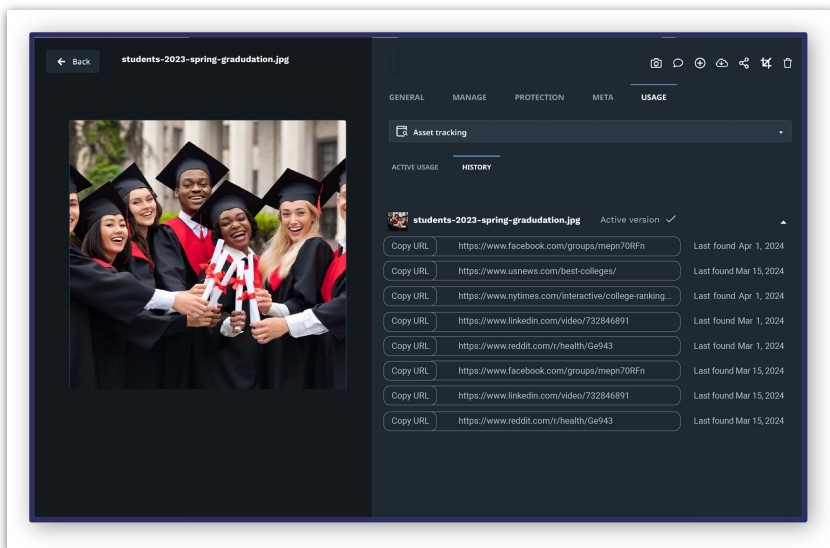 Back
students-2023-spring-gradudation.jpg
GENERAL MANAGE PROTECTION META USAGE
Asset tracking
ACTIVE USAGE HISTORY
students-2023-spring-gradudation.jpg Active version
Copy URL https://www.facebook.com/groups/mepn70RFn Last found Apr 1, 2024
Copy URL https://www.usnews.com/best-colleges/ Last found Mar 15, 2024
Copy URL https://www.nytimes.com/interactive/college-ranking... Last found Apr 1, 2024
Copy URL https://www.linkedin.com/video/732846891 Last found Mar 1, 2024
Copy URL https://www.reddit.com/r/health/Ge943 Last found Mar 1, 2024
Copy URL https://www.facebook.com/groups/mepn70RFn Last found Mar 15, 2024
Copy URL https://www.linkedin.com/video/732846891 Last found Mar 15, 2024
Copy URL https://www.reddit.com/r/health/Ge943 Last found Mar 15, 2024